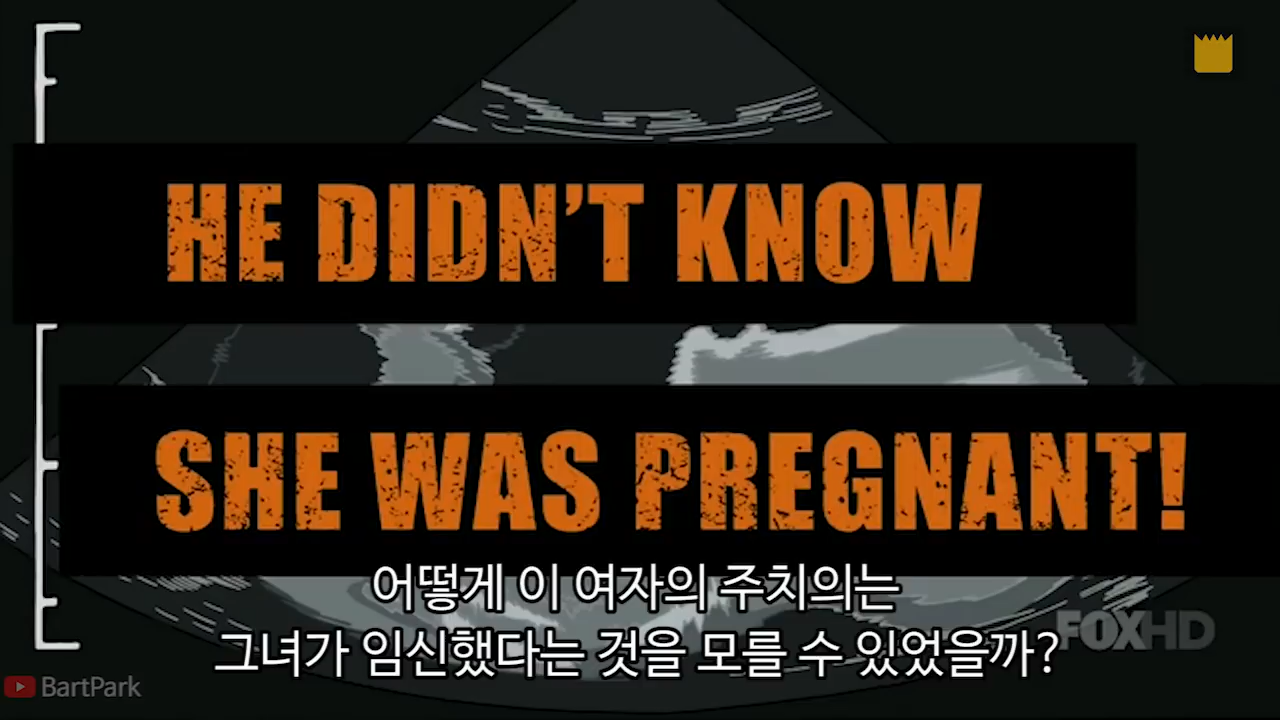 HE DIDN'T KNOW
SHE WAS PREGNANT!
어떻게 이 여자의 주치의는
그녀가 임신했다는 것을 모를 수 있었을까?
FOXHD
BartPark